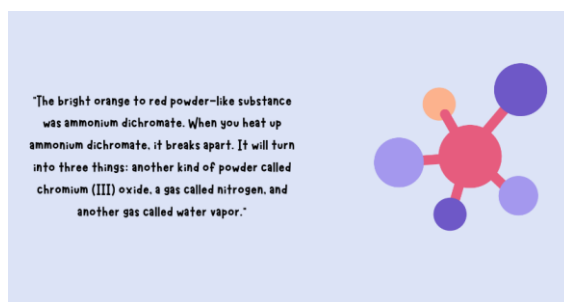 "The bright orange to red powder-like substance
was ammonium dichromate. When you heat up
ammonium dichromate, it breaks apart. It will turn
into three things: another kind of powder called
chromium (III) oxide, a gas called nitrogen, and
another gas called water vapor."